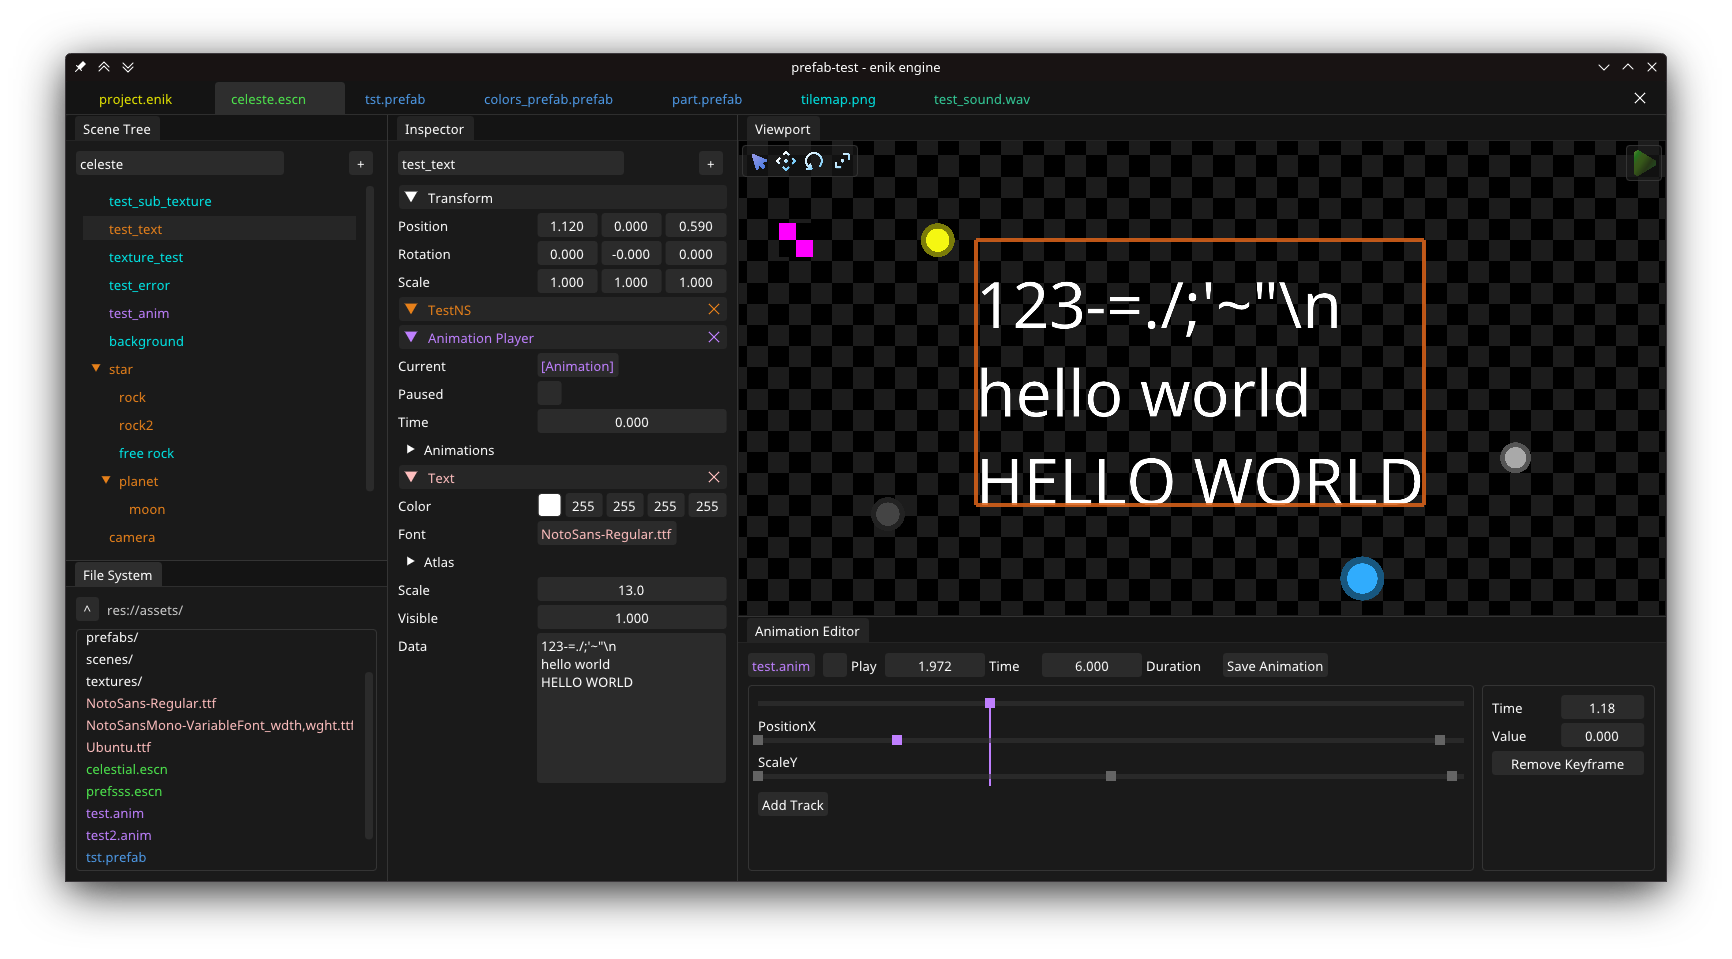 prefab-test - enik engine
project.enik
celeste.escn
tst.prefab
colors_prefab.prefab
part.prefab
tilemap.png
test_sound.wav
Scene Tree
celeste
+
test_sub_texture
test_text
texture_test
test_error
test_anim
background
star
rock
rock2
free rock
planet
moon
camera
File System
^ res://assets/
prefabs/
scenes/
textures/
NotoSans-Regular.ttf
NotoSansMono-VariableFont_wdth,wght.ttf
Ubuntu.ttf
celestial.escn
prefsss.escn
test.anim
test2.anim
tst.prefab
Inspector
test_text
+
Transform
Position 1.120 0.000 0.590
Rotation 0.000 -0.000 0.000
Scale 1.000 1.000 1.000
TestNS
Animation Player
Current [Animation]
Paused
Time 0.000
Animations
Text
Color 255 255 255 255
Font NotoSans-Regular.ttf
Atlas
Scale 13.0
Visible 1.000
Data
123-=./;'~"\n
hello world
HELLO WORLD
Viewport
123-=./;'~"\n
hello world
HELLO WORLD
Animation Editor
test.anim Play 1.972 Time 6.000 Duration Save Animation
PositionX
ScaleY
Add Track
Time 1.18
Value 0.000
Remove Keyframe